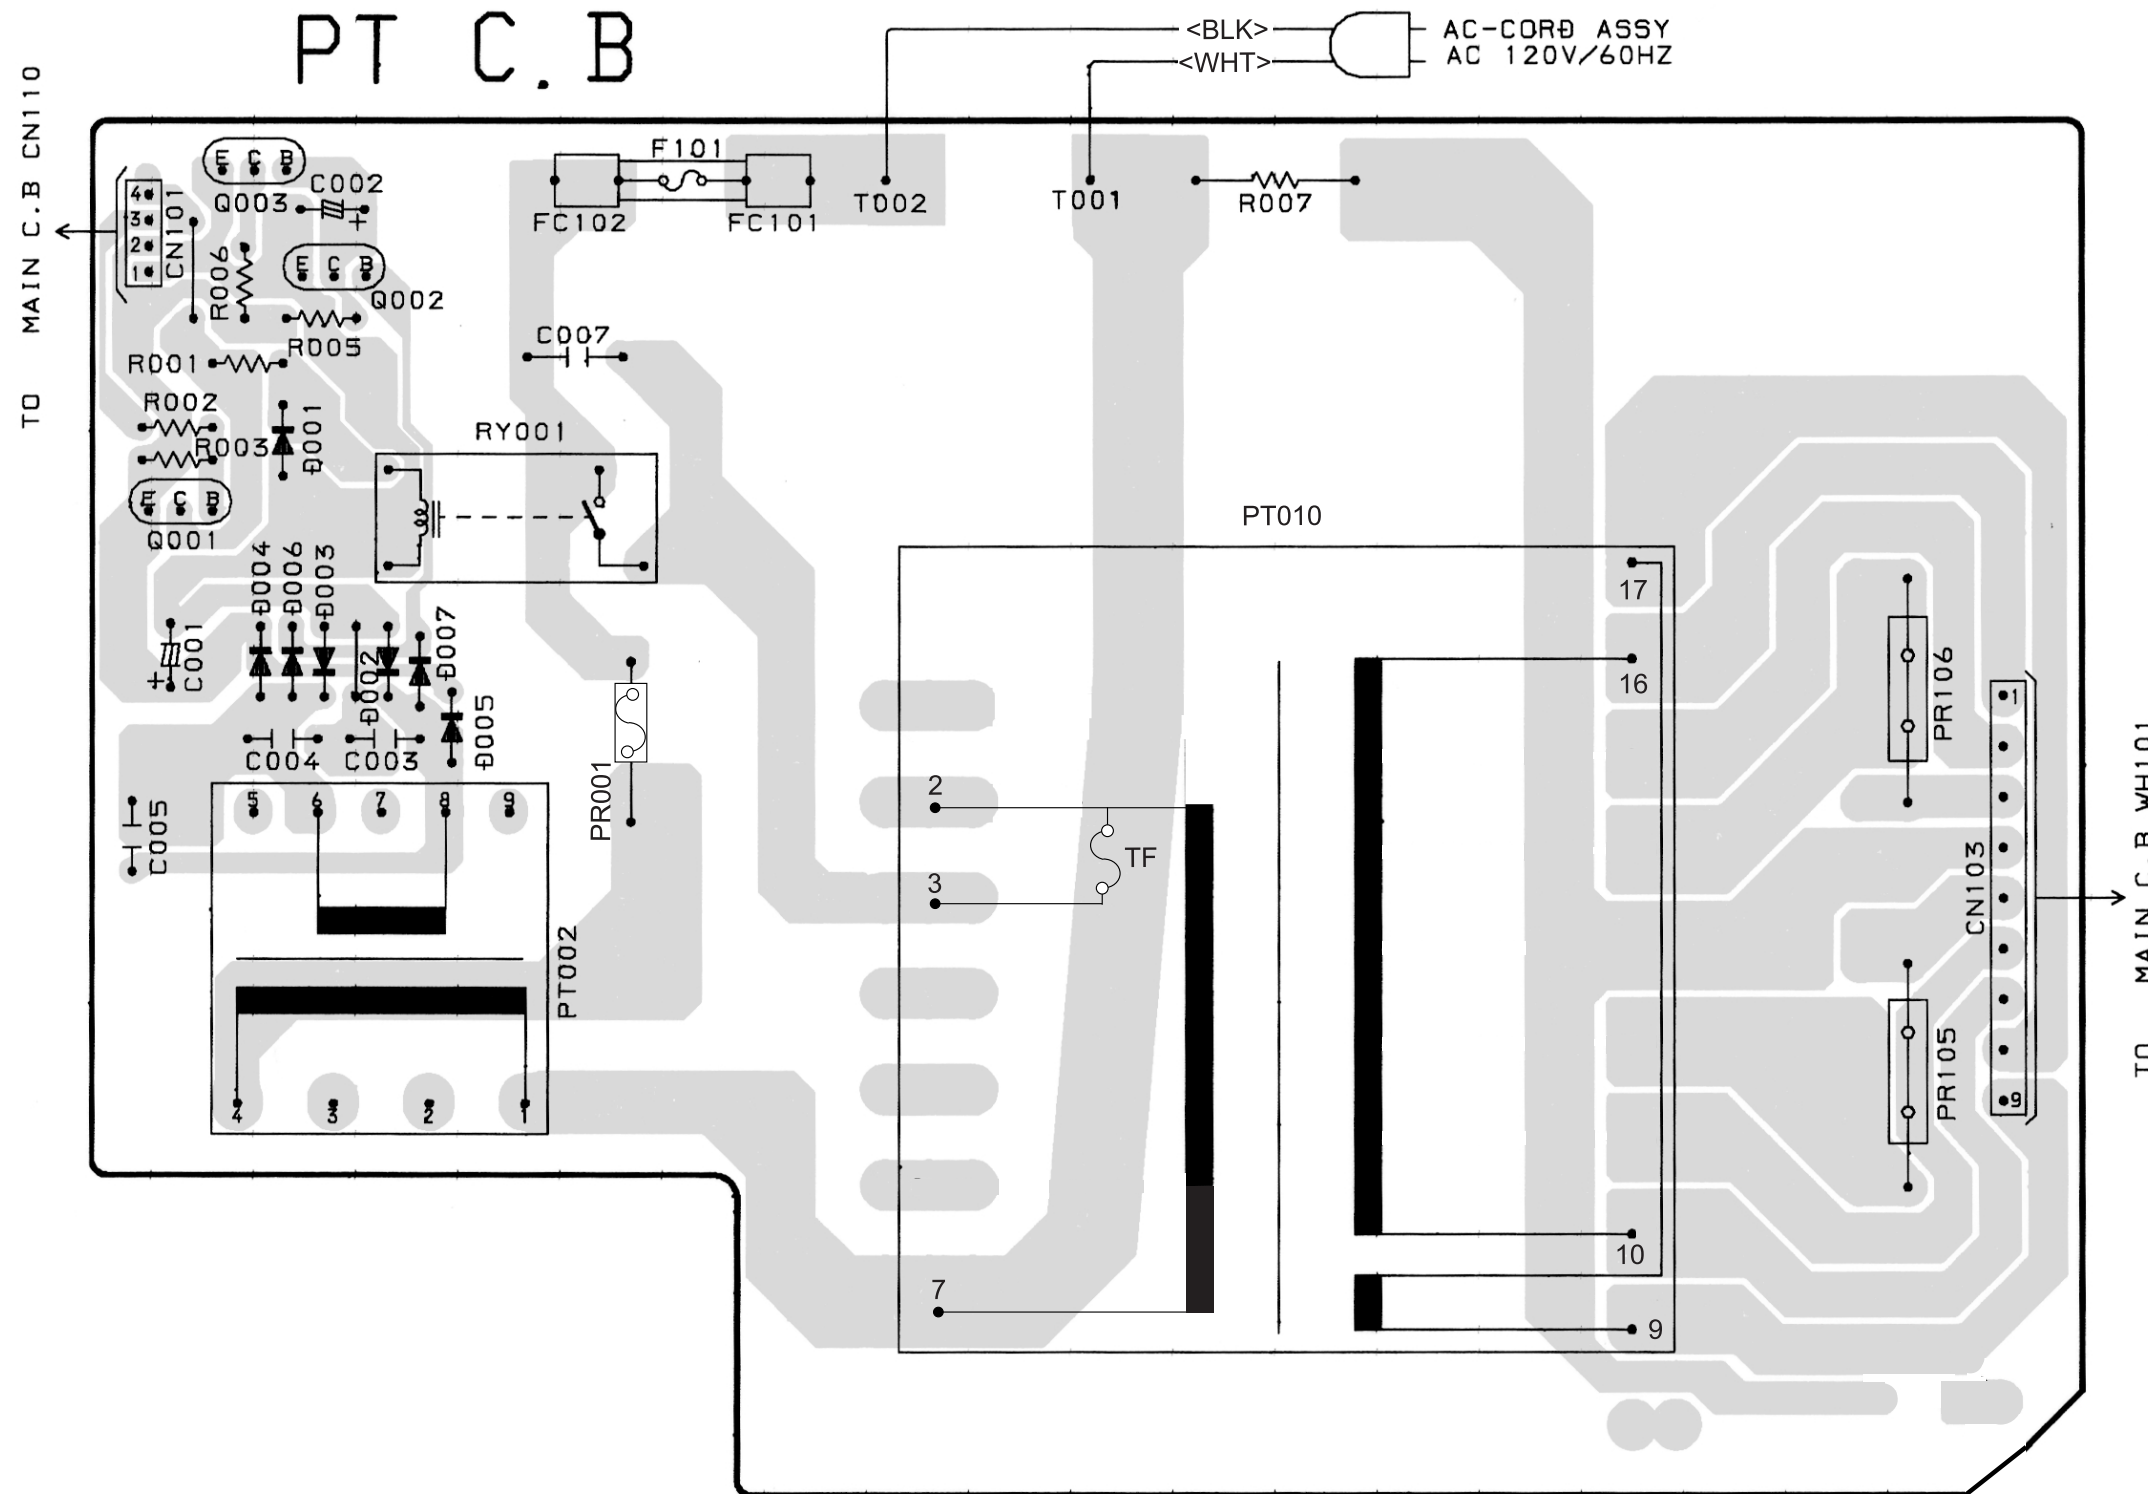 PT C.B
<BLK>
<WHT>
AC-CORD ASSY
AC 120V/60HZ
TO MAIN C.B CN110
E C B
Q003
C002
+
4
3
2
1
CN101
R006
E C B
Q002
R005
R001
R002
R003
D001
E C B
Q001
F101
FC102
FC101
T002
T001
R007
C007
RY001
D004
D006
D003
D002
D007
D005
C001
+
C004
C003
C005
5 6 7 8 9
PT002
4 3 2 1
PR001
PT010
2
3
TF
7
17
16
10
9
PR106
PR105
CN103
1
9
TO MAIN C.B WH101